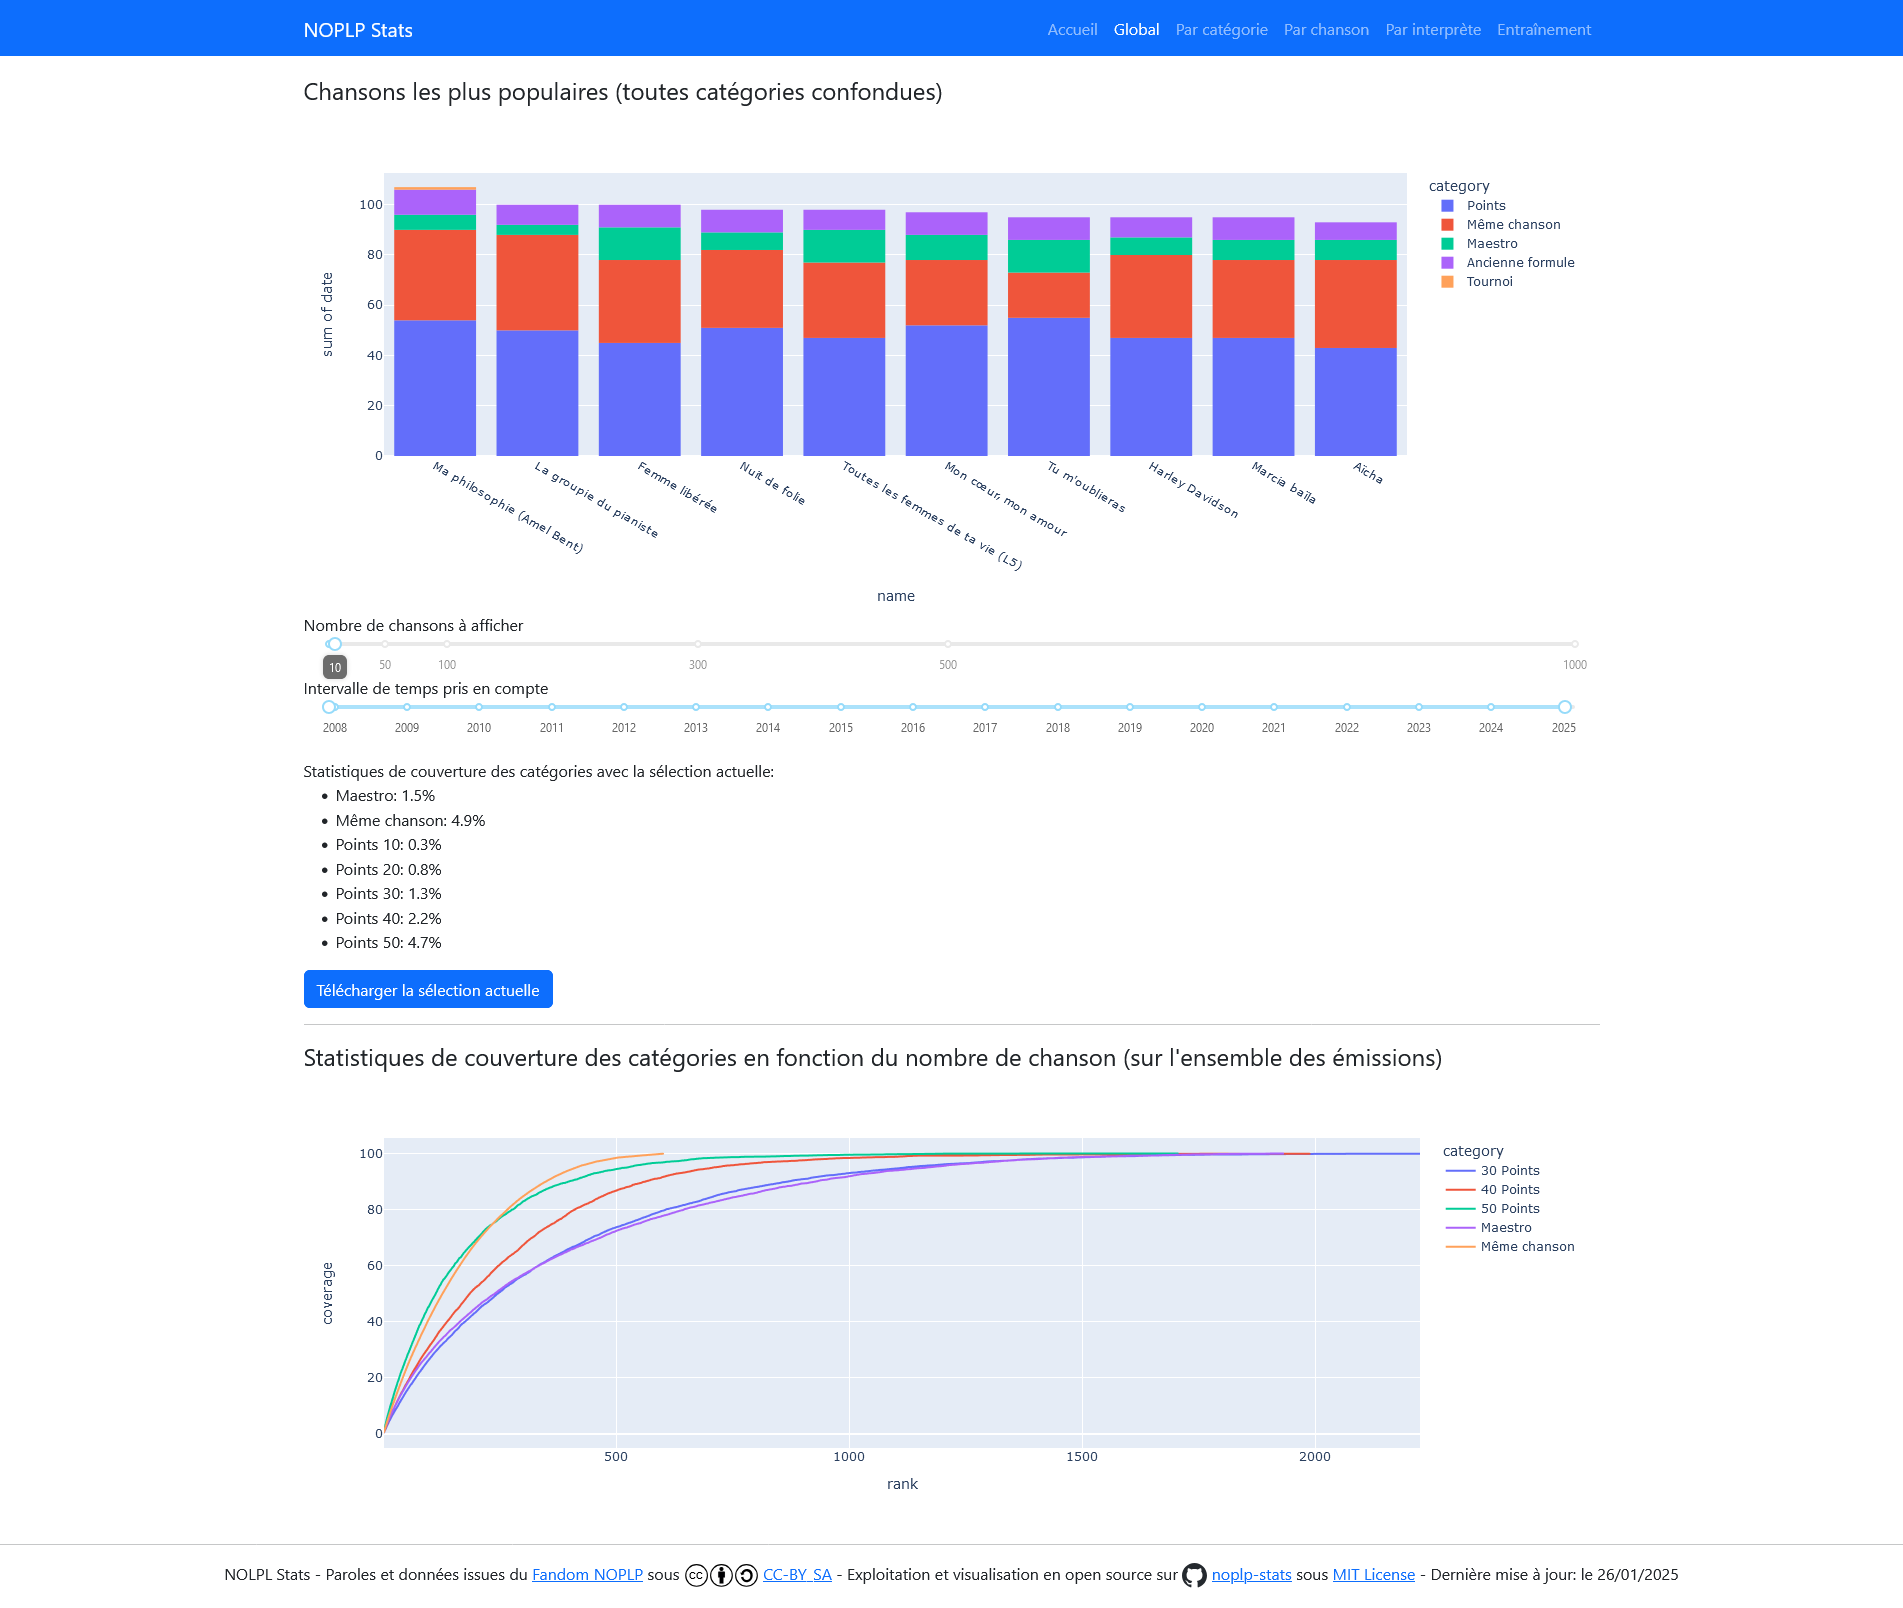 NOPLP Stats
Accueil Global Par catégorie Par chanson Par interprète Entraînement
Chansons les plus populaires (toutes catégories confondues)
sum of date
100
80
60
40
20
0
Ma philosophie (Amel Bent)
La groupie du pianiste
Femme libérée
Nuit de folie
Toutes les femmes de ta vie (L5)
Mon cœur, mon amour
Tu m'oublieras
Harley Davidson
Marcia baïla
Aïcha
name
category
Points
Même chanson
Maestro
Ancienne formule
Tournoi
Nombre de chansons à afficher
10 50 100 300 500 1000
Intervalle de temps pris en compte
2008 2009 2010 2011 2012 2013 2014 2015 2016 2017 2018 2019 2020 2021 2022 2023 2024 2025
Statistiques de couverture des catégories avec la sélection actuelle:
• Maestro: 1.5%
• Même chanson: 4.9%
• Points 10: 0.3%
• Points 20: 0.8%
• Points 30: 1.3%
• Points 40: 2.2%
• Points 50: 4.7%
Télécharger la sélection actuelle
Statistiques de couverture des catégories en fonction du nombre de chanson (sur l'ensemble des émissions)
coverage
100
80
60
40
20
0
500 1000 1500 2000
rank
category
30 Points
40 Points
50 Points
Maestro
Même chanson
NOLPL Stats - Paroles et données issues du Fandom NOPLP sous CC-BY_SA - Exploitation et visualisation en open source sur noplp-stats sous MIT License - Dernière mise à jour: le 26/01/2025